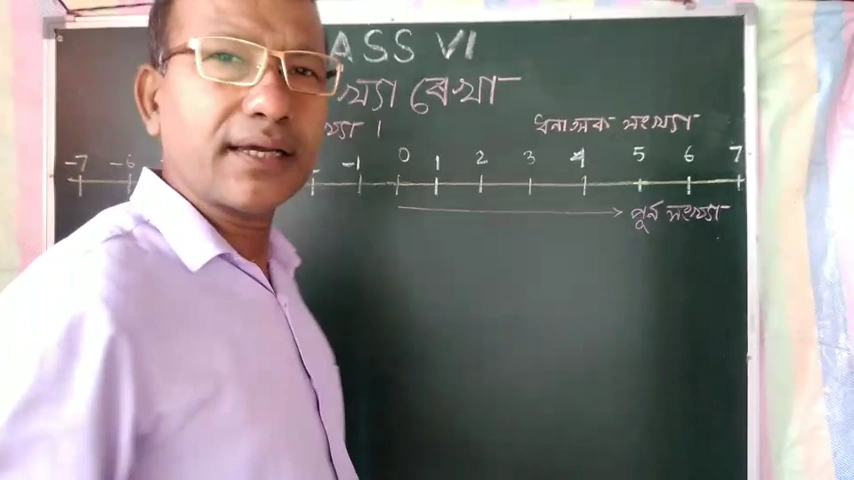 ASS VI
খ্যা ৰেখা
ধনাত্মক সংখ্যা
খ্যা ।
-7 -6 -1 0 1 2 3 4 5 6 7
পূৰ্ন সংখ্যা